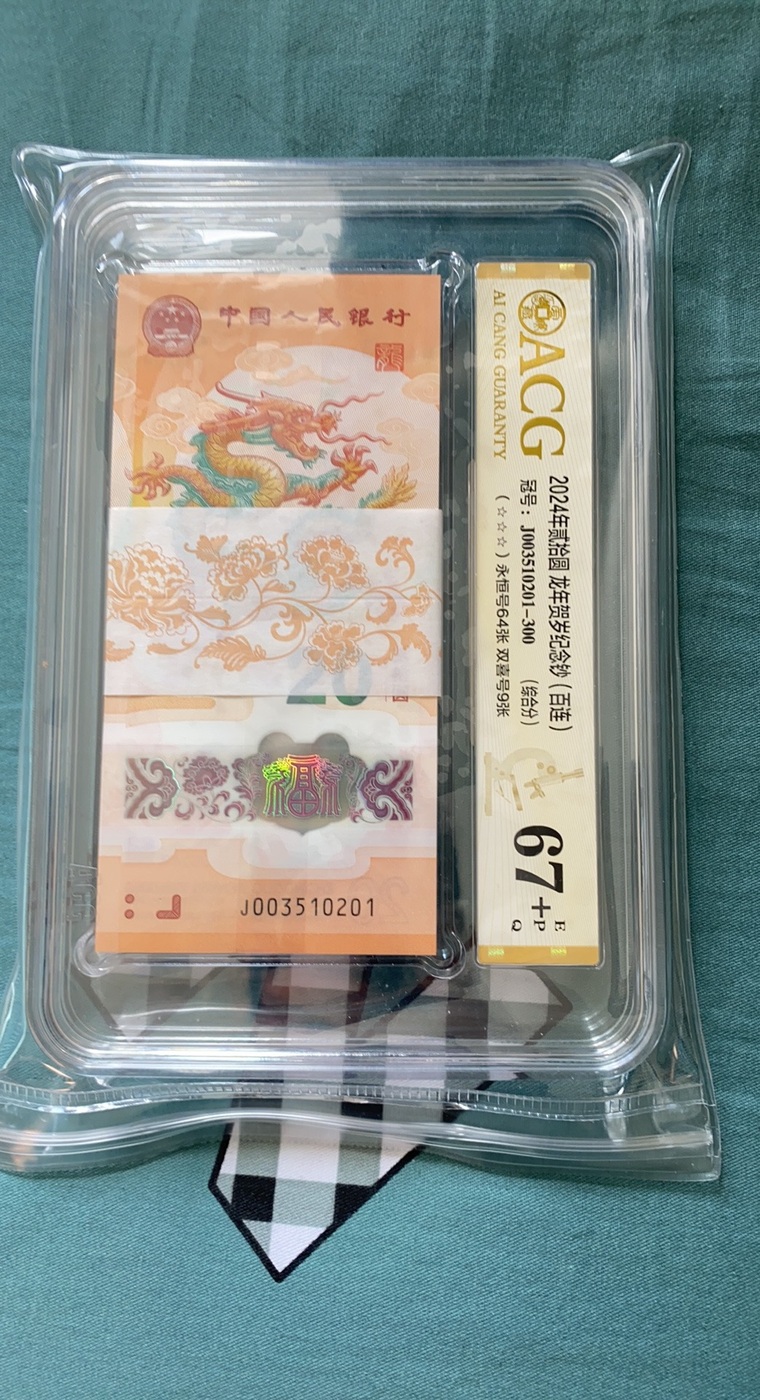 中国人民银行
20
福
J003510201
ACG
AI CANG GUARANTY
2024年贰拾圆 龙年贺岁纪念钞（百连）
冠号：J003510201-300 （综合分）
（☆☆☆）永恒号64张 双喜号9张
67+
E
P
Q